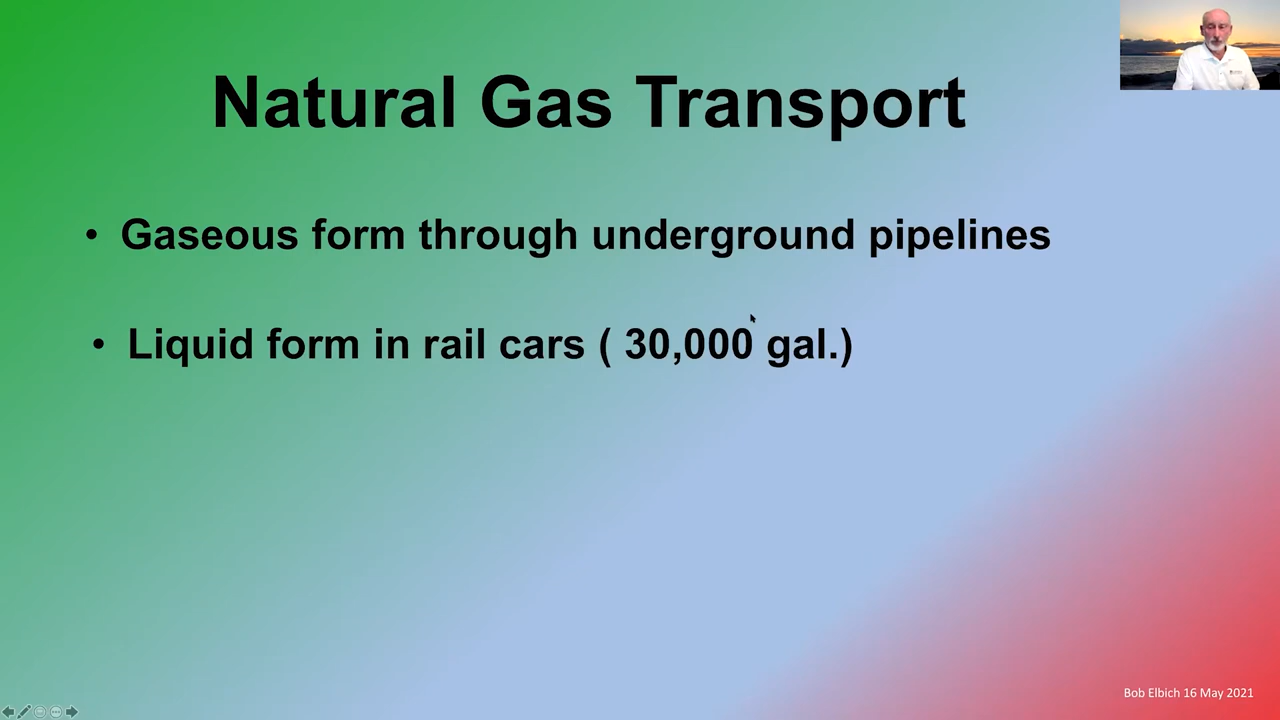 Natural Gas Transport
• Gaseous form through underground pipelines
• Liquid form in rail cars ( 30,000 gal.)
Bob Elbich 16 May 2021